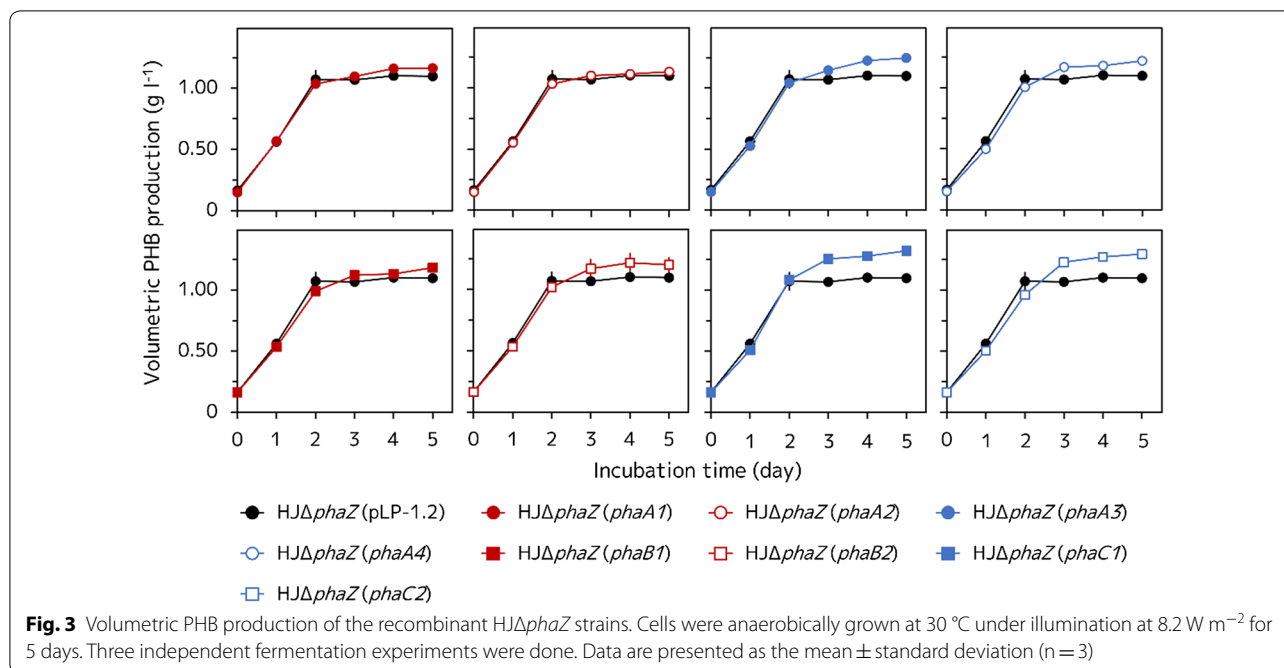 Volumetric PHB production (g l⁻¹)
1.00
0.50
0
1.00
0.50
0
0 1 2 3 4 5 0 1 2 3 4 5 0 1 2 3 4 5 0 1 2 3 4 5
Incubation time (day)
HJΔphaZ (pLP-1.2) HJΔphaZ (phaA1) HJΔphaZ (phaA2) HJΔphaZ (phaA3)
HJΔphaZ (phaA4) HJΔphaZ (phaB1) HJΔphaZ (phaB2) HJΔphaZ (phaC1)
HJΔphaZ (phaC2)
Fig. 3 Volumetric PHB production of the recombinant HJΔphaZ strains. Cells were anaerobically grown at 30 °C under illumination at 8.2 W m⁻² for
5 days. Three independent fermentation experiments were done. Data are presented as the mean ± standard deviation (n = 3)